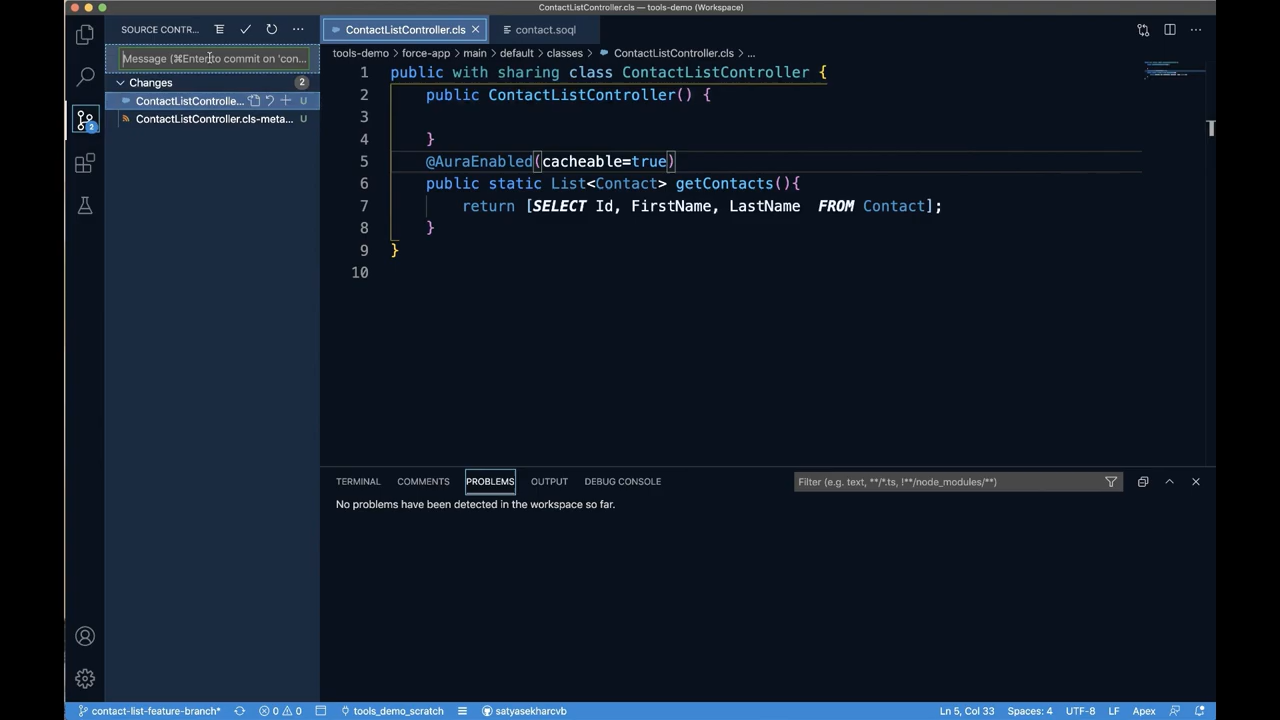 ContactListController.cls — tools-demo (Workspace)
SOURCE CONTR...
Message (⌘Enter to commit on 'con...
Changes 2
ContactListControlle... U
ContactListController.cls-meta... U
2
ContactListController.cls
contact.soql
tools-demo > force-app > main > default > classes > ContactListController.cls > ...
1 public with sharing class ContactListController {
2 public ContactListController() {
3
4 }
5 @AuraEnabled(cacheable=true)
6 public static List<Contact> getContacts(){
7 return [SELECT Id, FirstName, LastName FROM Contact];
8 }
9 }
10
TERMINAL COMMENTS PROBLEMS OUTPUT DEBUG CONSOLE
Filter (e.g. text, **/*.ts, !**/node_modules/**)
No problems have been detected in the workspace so far.
contact-list-feature-branch* 0 0 tools_demo_scratch satyasekharcvb Ln 5, Col 33 Spaces: 4 UTF-8 LF Apex